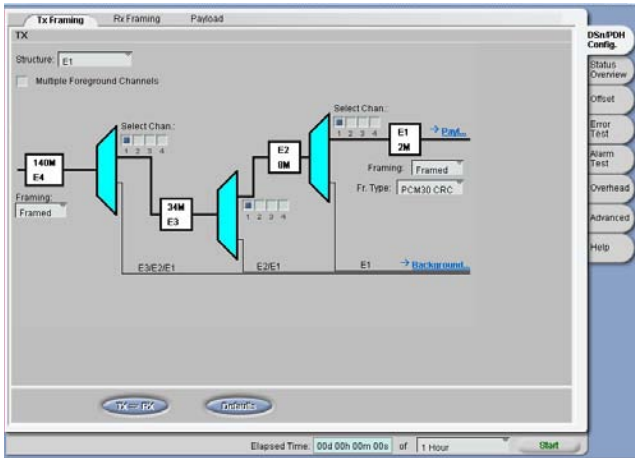 Tx Framing Rx Framing Payload
TX
Structure: E1
Multiple Foreground Channels
Select Chan.:
1 2 3 4
Select Chan.:
1 2 3 4
140M
E4
Framing:
Framed
34M
E3
1 2 3 4
E2
8M
E1
2M
→ Payl...
Framing: Framed
Fr. Type: PCM30 CRC
E3/E2/E1
E2/E1
E1
→ Background...
TX => RX
Defaults
Elapsed Time: 00d 00h 00m 00s of 1 Hour Start
DSn/PDH
Config.
Status
Overview
Offset
Error
Test
Alarm
Test
Overhead
Advanced
Help